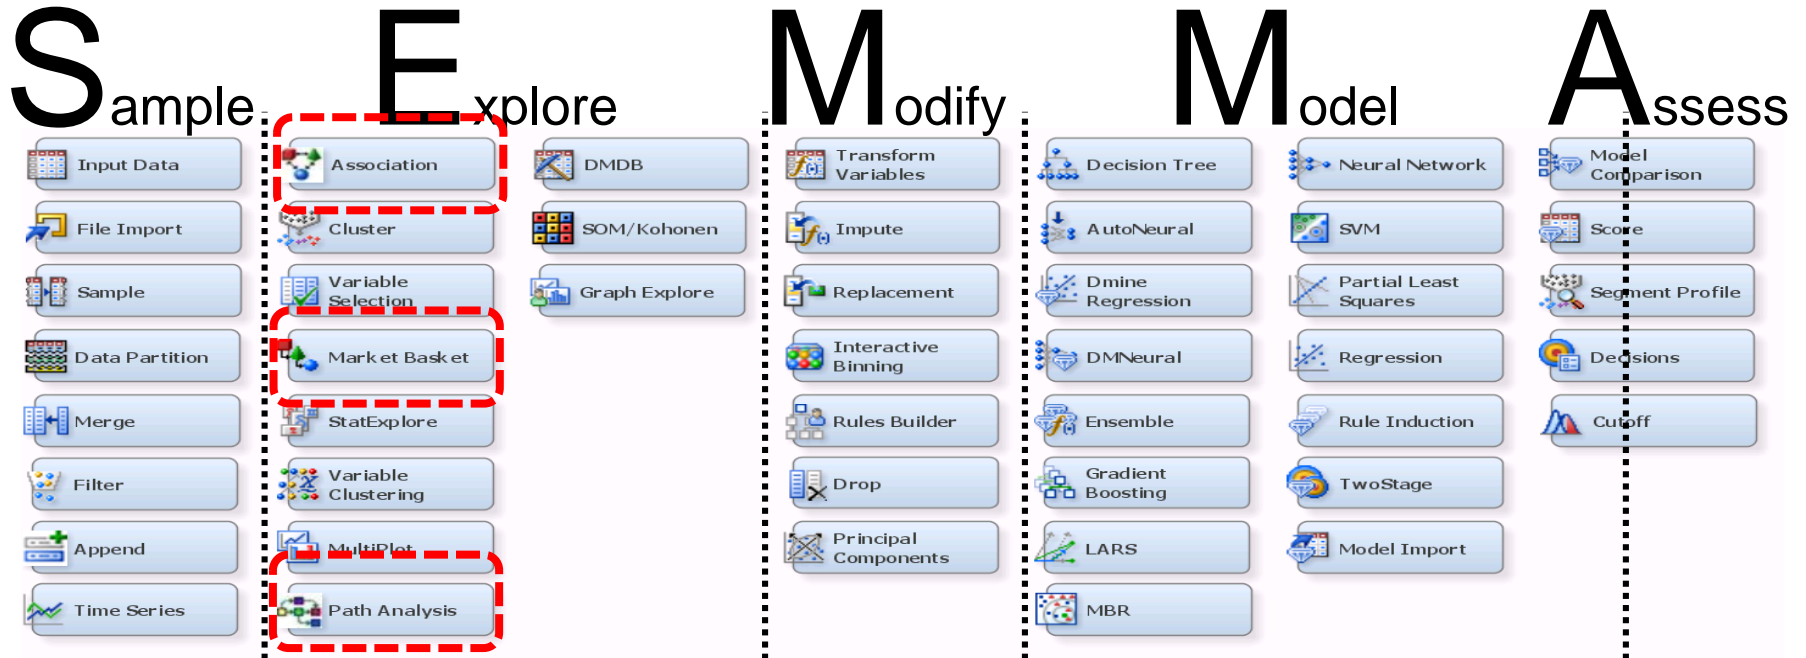 Sample
Explore
Modify
Model
Assess
Input Data
File Import
Sample
Data Partition
Merge
Filter
Append
Time Series
Association
Cluster
Variable
Selection
Market Basket
StatExplore
Variable
Clustering
MultiPlot
Path Analysis
DMDB
SOM/Kohonen
Graph Explore
Transform
Variables
Impute
Replacement
Interactive
Binning
Rules Builder
Drop
Principal
Components
Decision Tree
AutoNeural
Dmine
Regression
DMNeural
Ensemble
Gradient
Boosting
LARS
MBR
Neural Network
SVM
Partial Least
Squares
Regression
Rule Induction
TwoStage
Model Import
Model
Comparison
Score
Segment Profile
Decisions
Cutoff